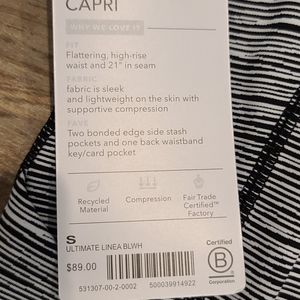 CAPRI
WHY WE LOVE IT
FIT
Flattering, high-rise
waist and 21" in seam
FABRIC
fabric is sleek
and lightweight on the skin with
supportive compression
FAVE
Two bonded edge side stash
pockets and one back waistband
key/card pocket
Recycled
Material
Compression
Fair Trade
Certified™
Factory
S
ULTIMATE LINEA BLWH
$89.00
531307-00-2-0002
500039914922
Certified
B
Corporation